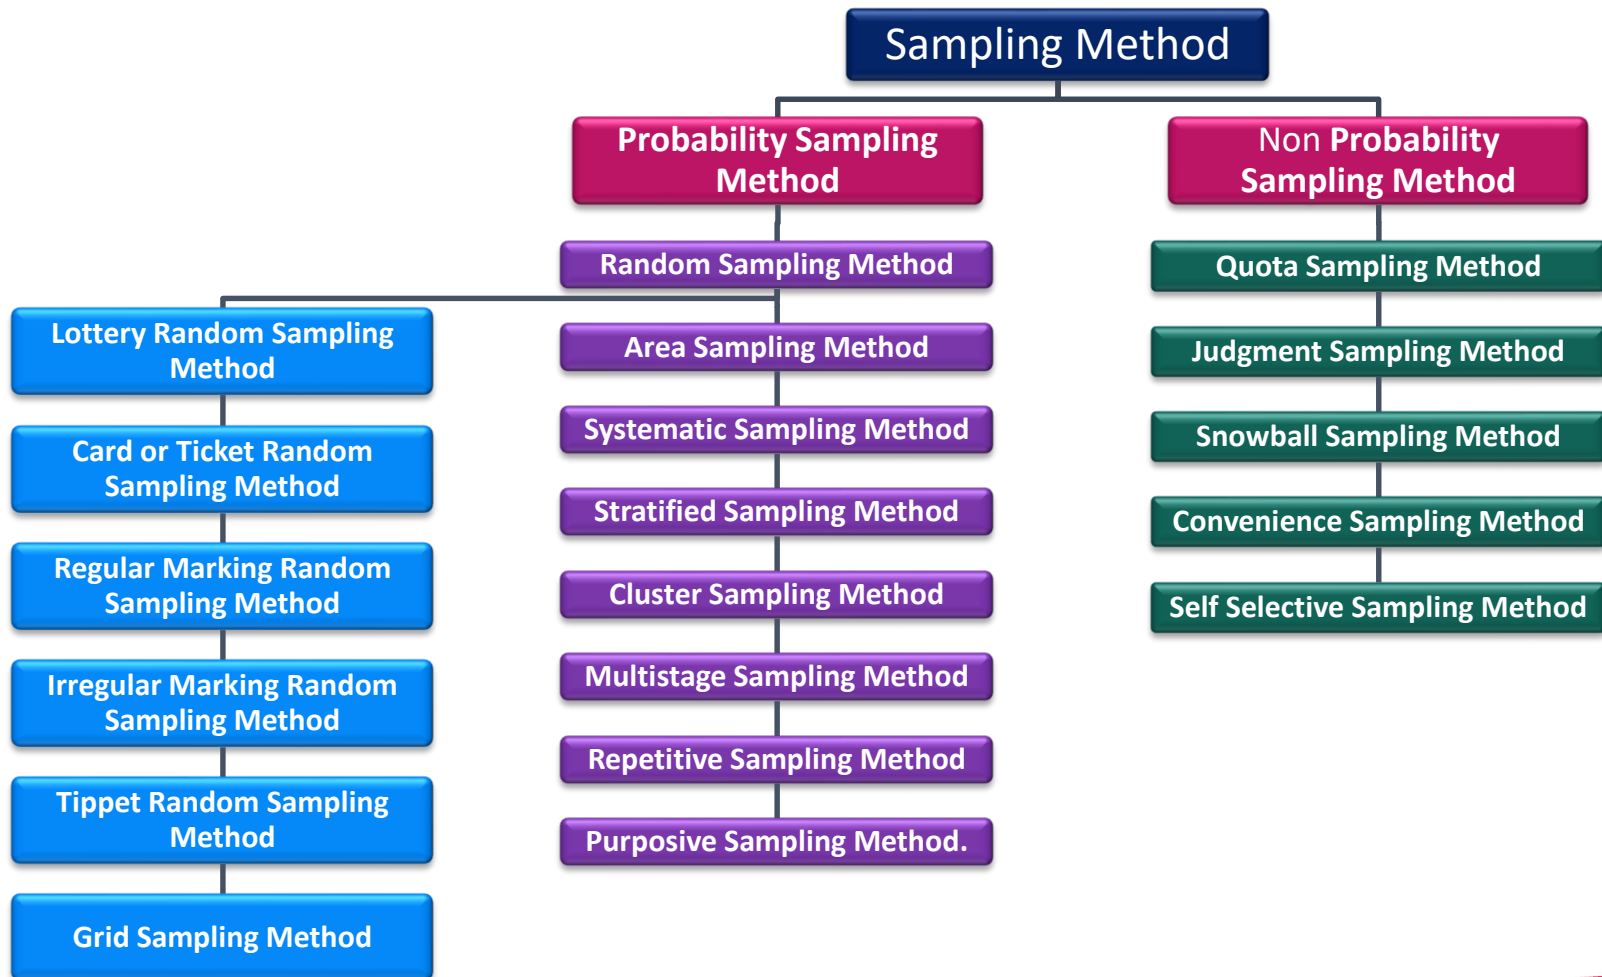 Sampling Method
Probability Sampling
Method
Non Probability
Sampling Method
Random Sampling Method
Area Sampling Method
Systematic Sampling Method
Stratified Sampling Method
Cluster Sampling Method
Multistage Sampling Method
Repetitive Sampling Method
Purposive Sampling Method.
Lottery Random Sampling
Method
Card or Ticket Random
Sampling Method
Regular Marking Random
Sampling Method
Irregular Marking Random
Sampling Method
Tippet Random Sampling
Method
Grid Sampling Method
Quota Sampling Method
Judgment Sampling Method
Snowball Sampling Method
Convenience Sampling Method
Self Selective Sampling Method